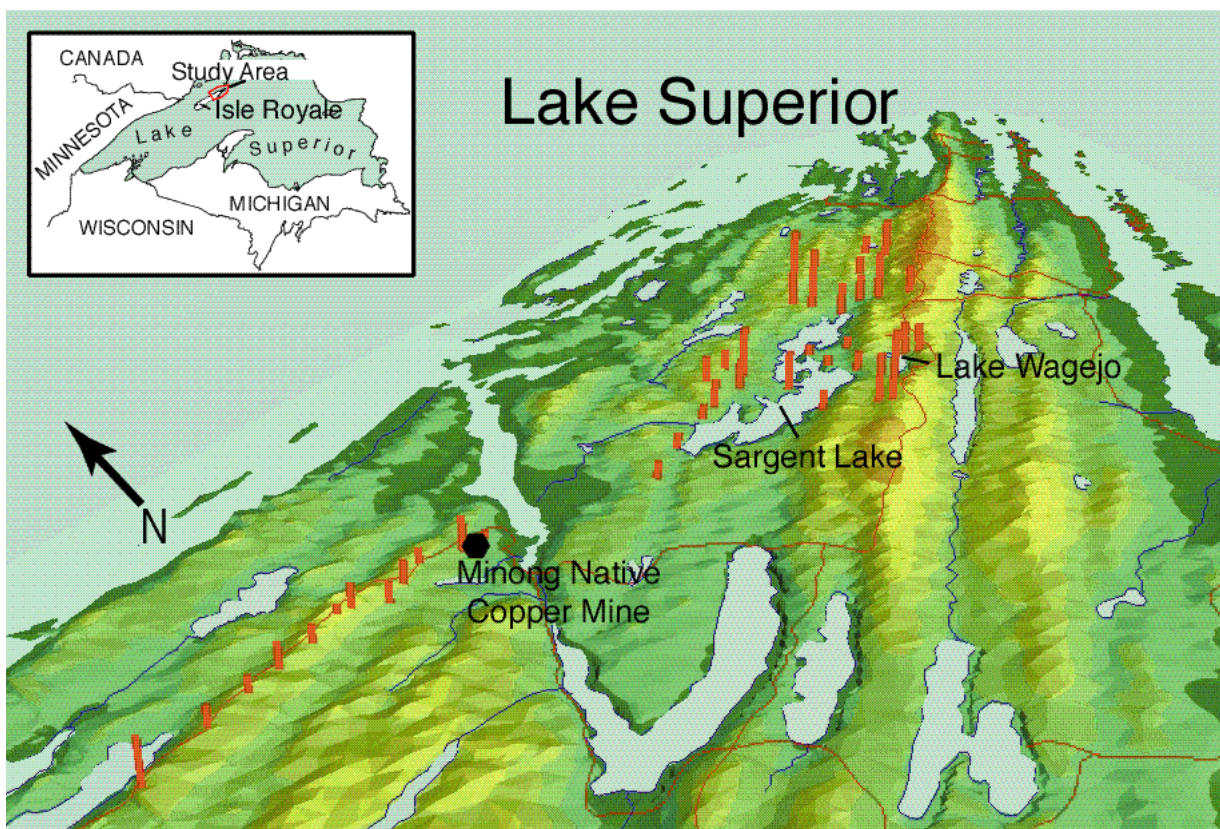 CANADA
Study Area
Isle Royale
MINNESOTA
Lake
Superior
MICHIGAN
WISCONSIN
Lake Superior
Lake Wagejo
Sargent Lake
N
Minong Native
Copper Mine